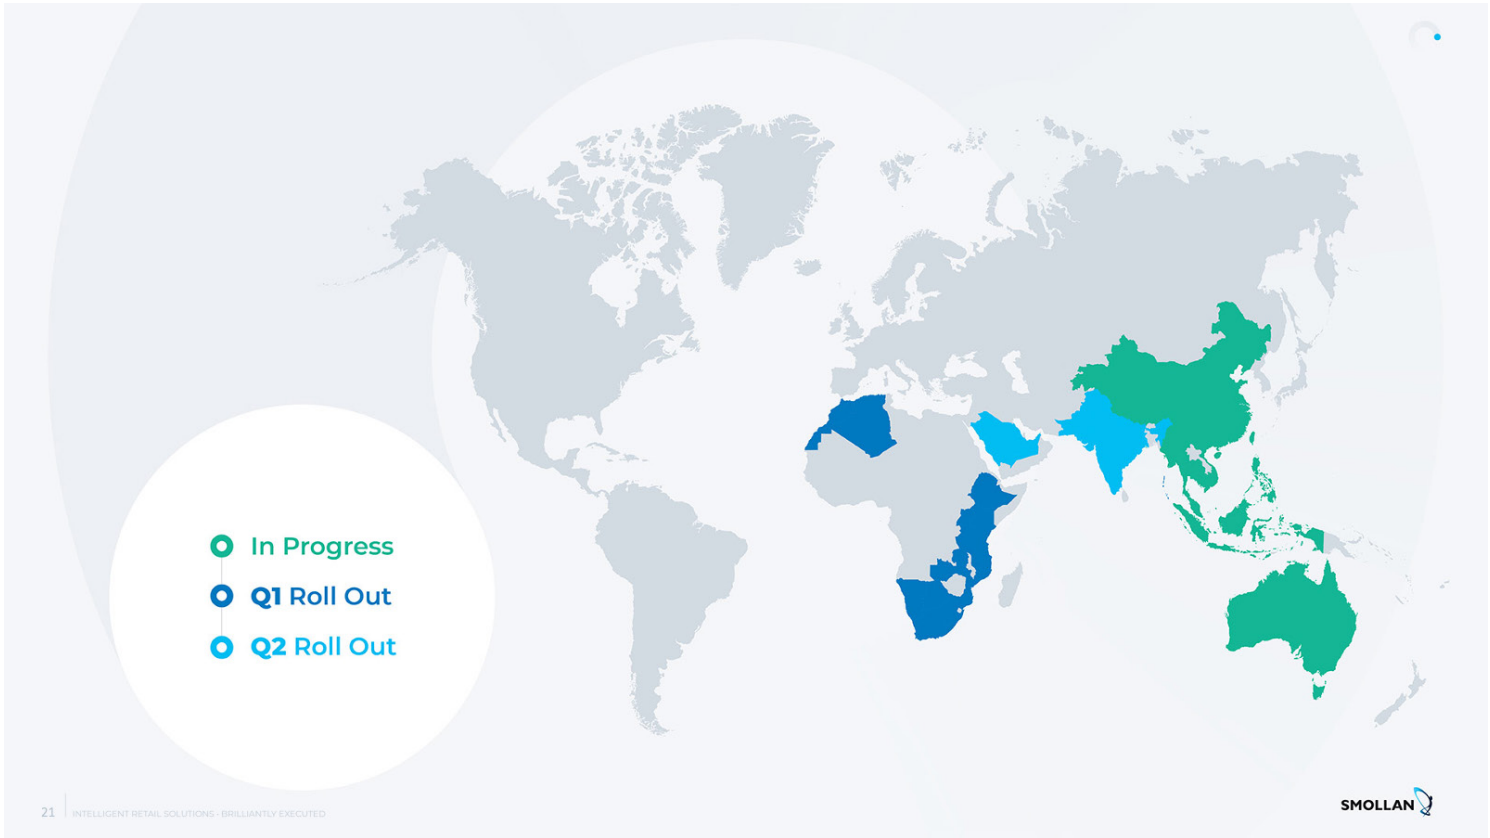 In Progress
Q1 Roll Out
Q2 Roll Out
21
INTELLIGENT RETAIL SOLUTIONS - BRILLIANTLY EXECUTED
SMOLLAN